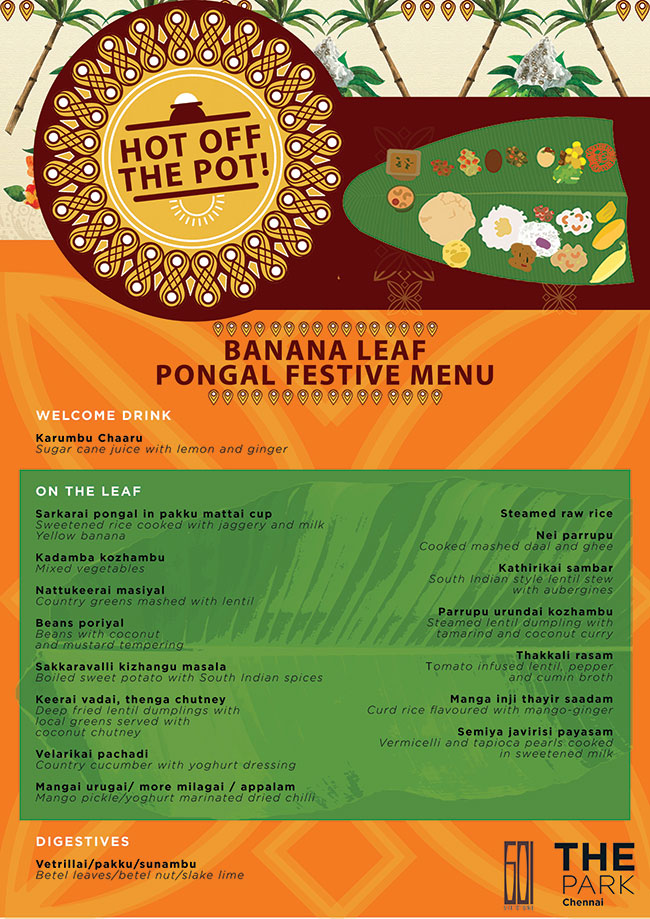 HOT OFF
THE POT!
BANANA LEAF
PONGAL FESTIVE MENU
WELCOME DRINK
Karumbu Chaaru
Sugar cane juice with lemon and ginger
ON THE LEAF
Sarkarai pongal in pakku mattai cup
Sweetened rice cooked with jaggery and milk
Yellow banana
Kadamba kozhambu
Mixed vegetables
Nattukeerai masiyal
Country greens mashed with lentil
Beans poriyal
Beans with coconut
and mustard tempering
Sakkaravalli kizhangu masala
Boiled sweet potato with South Indian spices
Keerai vadai, thenga chutney
Deep fried lentil dumplings with
local greens served with
coconut chutney
Velarikai pachadi
Country cucumber with yoghurt dressing
Mangai urugai/ more milagai / appalam
Mango pickle/yoghurt marinated dried chilli
Steamed raw rice
Nei parrupu
Cooked mashed daal and ghee
Kathirikai sambar
South Indian style lentil stew
with aubergines
Parrupu urundai kozhambu
Steamed lentil dumpling with
tamarind and coconut curry
Thakkali rasam
Tomato infused lentil, pepper
and cumin broth
Manga inji thayir saadam
Curd rice flavoured with mango-ginger
Semiya javirisi payasam
Vermicelli and tapioca pearls cooked
in sweetened milk
DIGESTIVES
Vetrillai/pakku/sunambu
Betel leaves/betel nut/slake lime
601
THE
PARK
Chennai